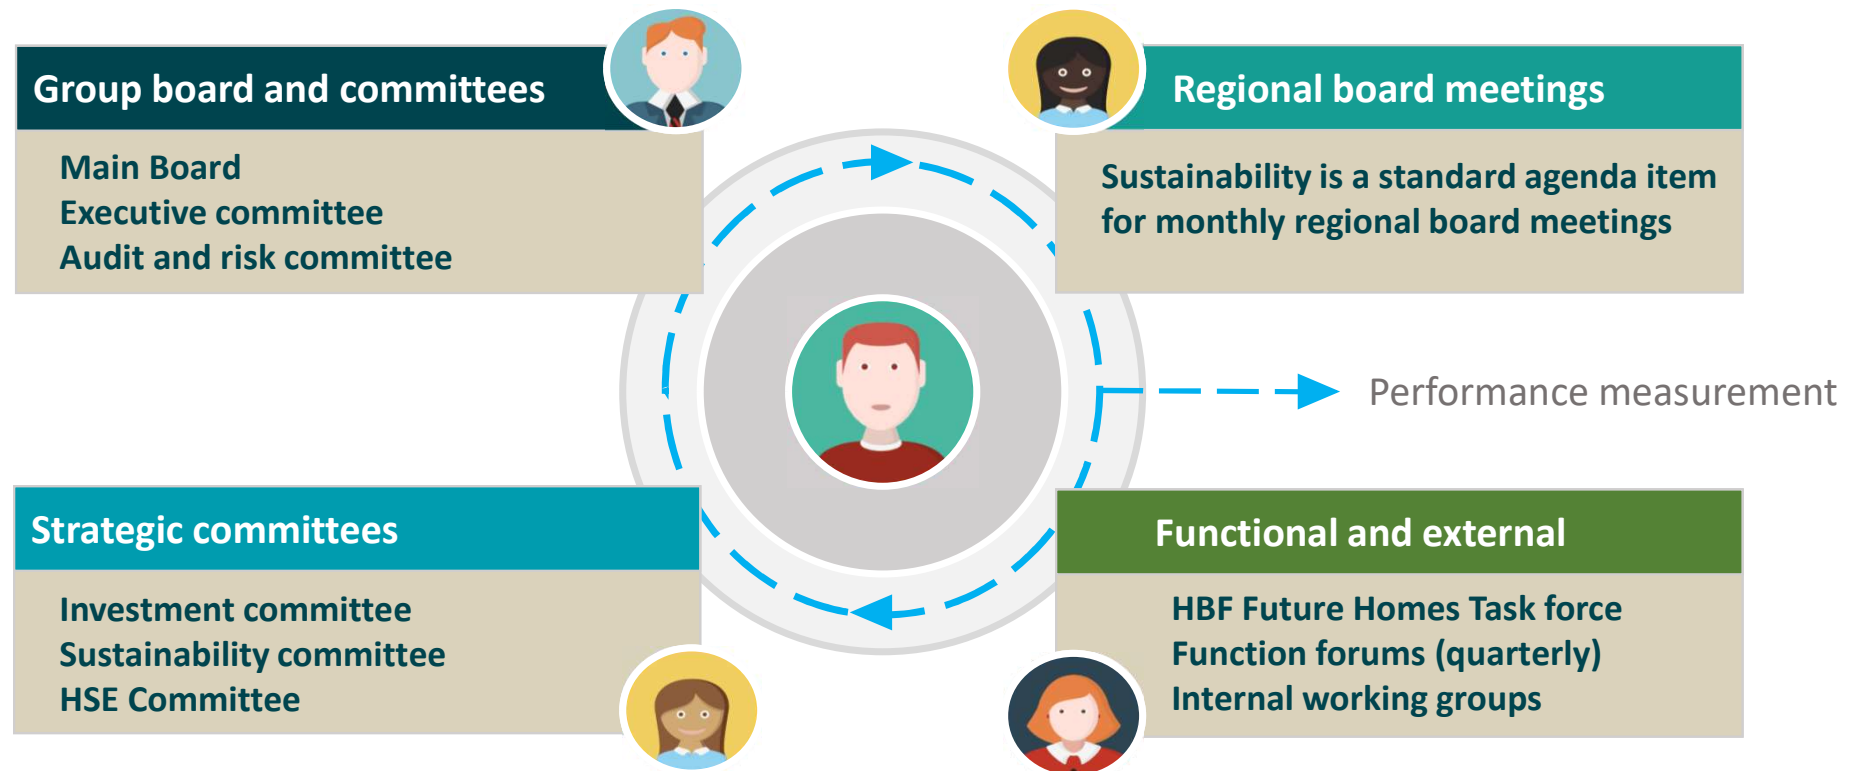 Group board and committees
Main Board
Executive committee
Audit and risk committee
Regional board meetings
Sustainability is a standard agenda item
for monthly regional board meetings
Performance measurement
Strategic committees
Investment committee
Sustainability committee
HSE Committee
Functional and external
HBF Future Homes Task force
Function forums (quarterly)
Internal working groups